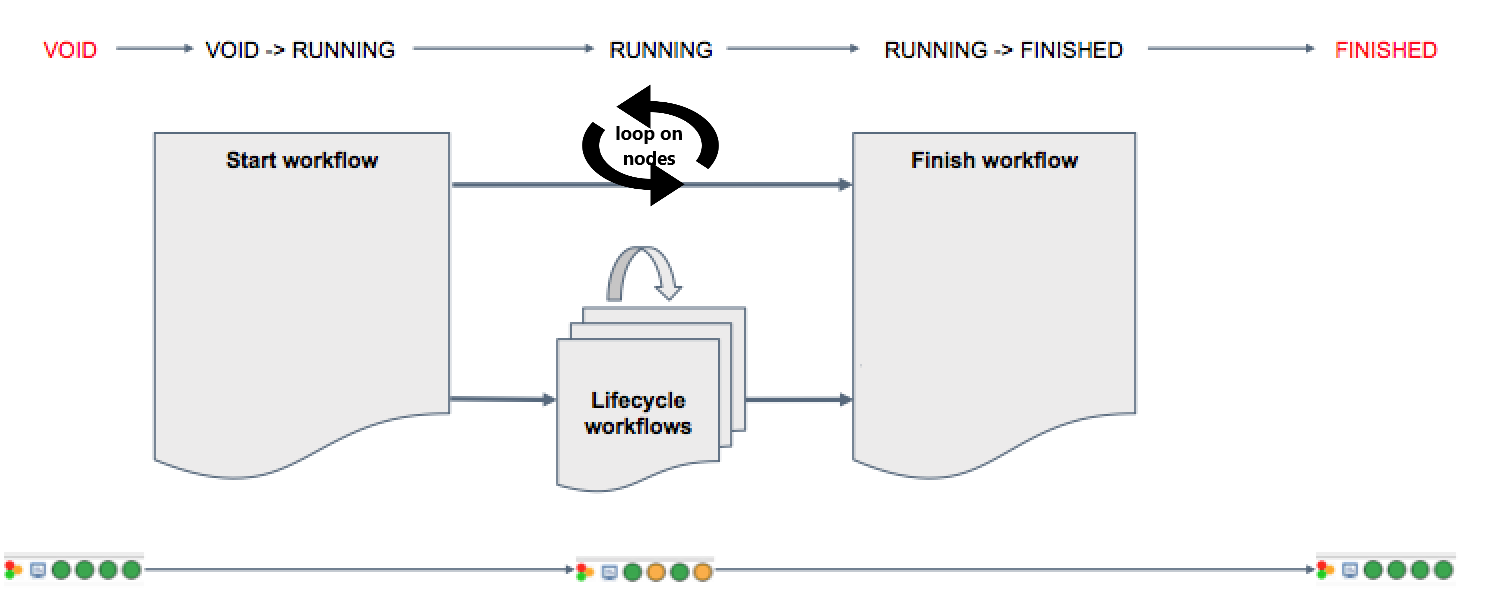 VOID
VOID -> RUNNING
RUNNING
RUNNING -> FINISHED
FINISHED
loop on
nodes
Start workflow
Finish workflow
Lifecycle
workflows